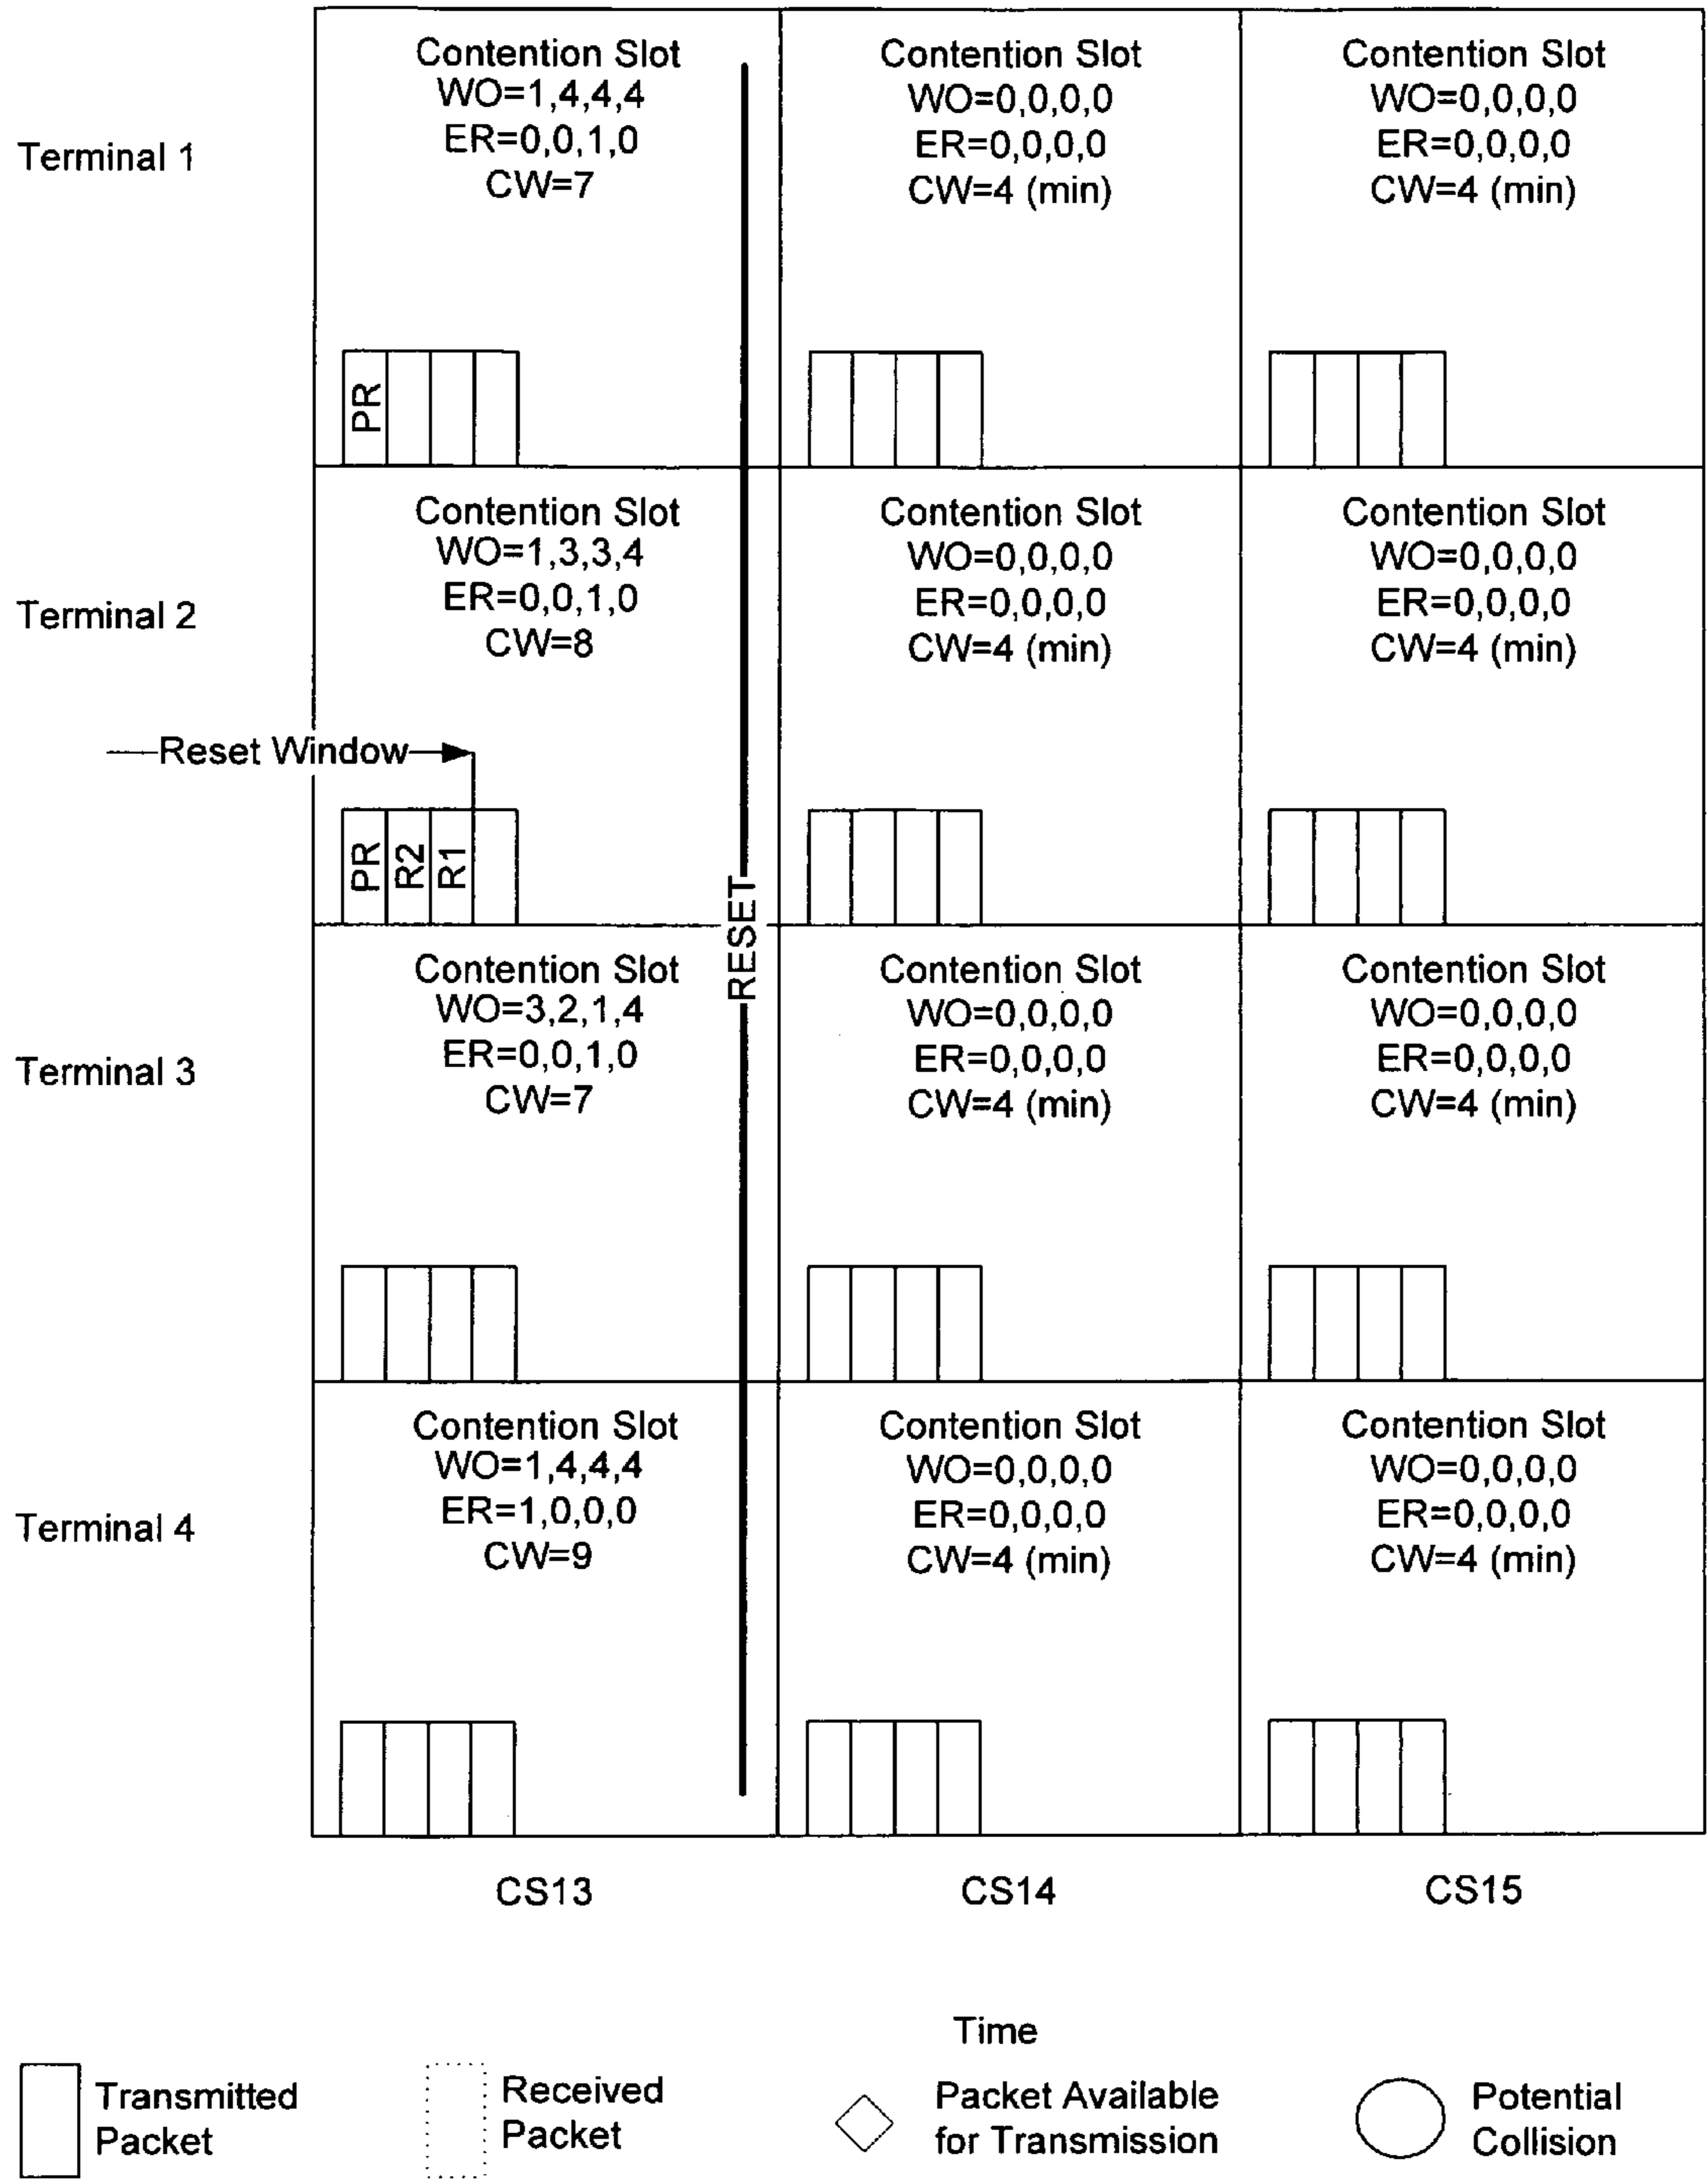 Terminal 1
Contention Slot
WO=1,4,4,4
ER=0,0,1,0
CW=7
PR
Contention Slot
WO=0,0,0,0
ER=0,0,0,0
CW=4 (min)
Contention Slot
WO=0,0,0,0
ER=0,0,0,0
CW=4 (min)
Terminal 2
Contention Slot
WO=1,3,3,4
ER=0,0,1,0
CW=8
Reset Window
PR
R2
R1
RESET
Contention Slot
WO=0,0,0,0
ER=0,0,0,0
CW=4 (min)
Contention Slot
WO=0,0,0,0
ER=0,0,0,0
CW=4 (min)
Terminal 3
Contention Slot
WO=3,2,1,4
ER=0,0,1,0
CW=7
Contention Slot
WO=0,0,0,0
ER=0,0,0,0
CW=4 (min)
Contention Slot
WO=0,0,0,0
ER=0,0,0,0
CW=4 (min)
Terminal 4
Contention Slot
WO=1,4,4,4
ER=1,0,0,0
CW=9
Contention Slot
WO=0,0,0,0
ER=0,0,0,0
CW=4 (min)
Contention Slot
WO=0,0,0,0
ER=0,0,0,0
CW=4 (min)
CS13
CS14
CS15
Time
Transmitted
Packet
Received
Packet
Packet Available
for Transmission
Potential
Collision